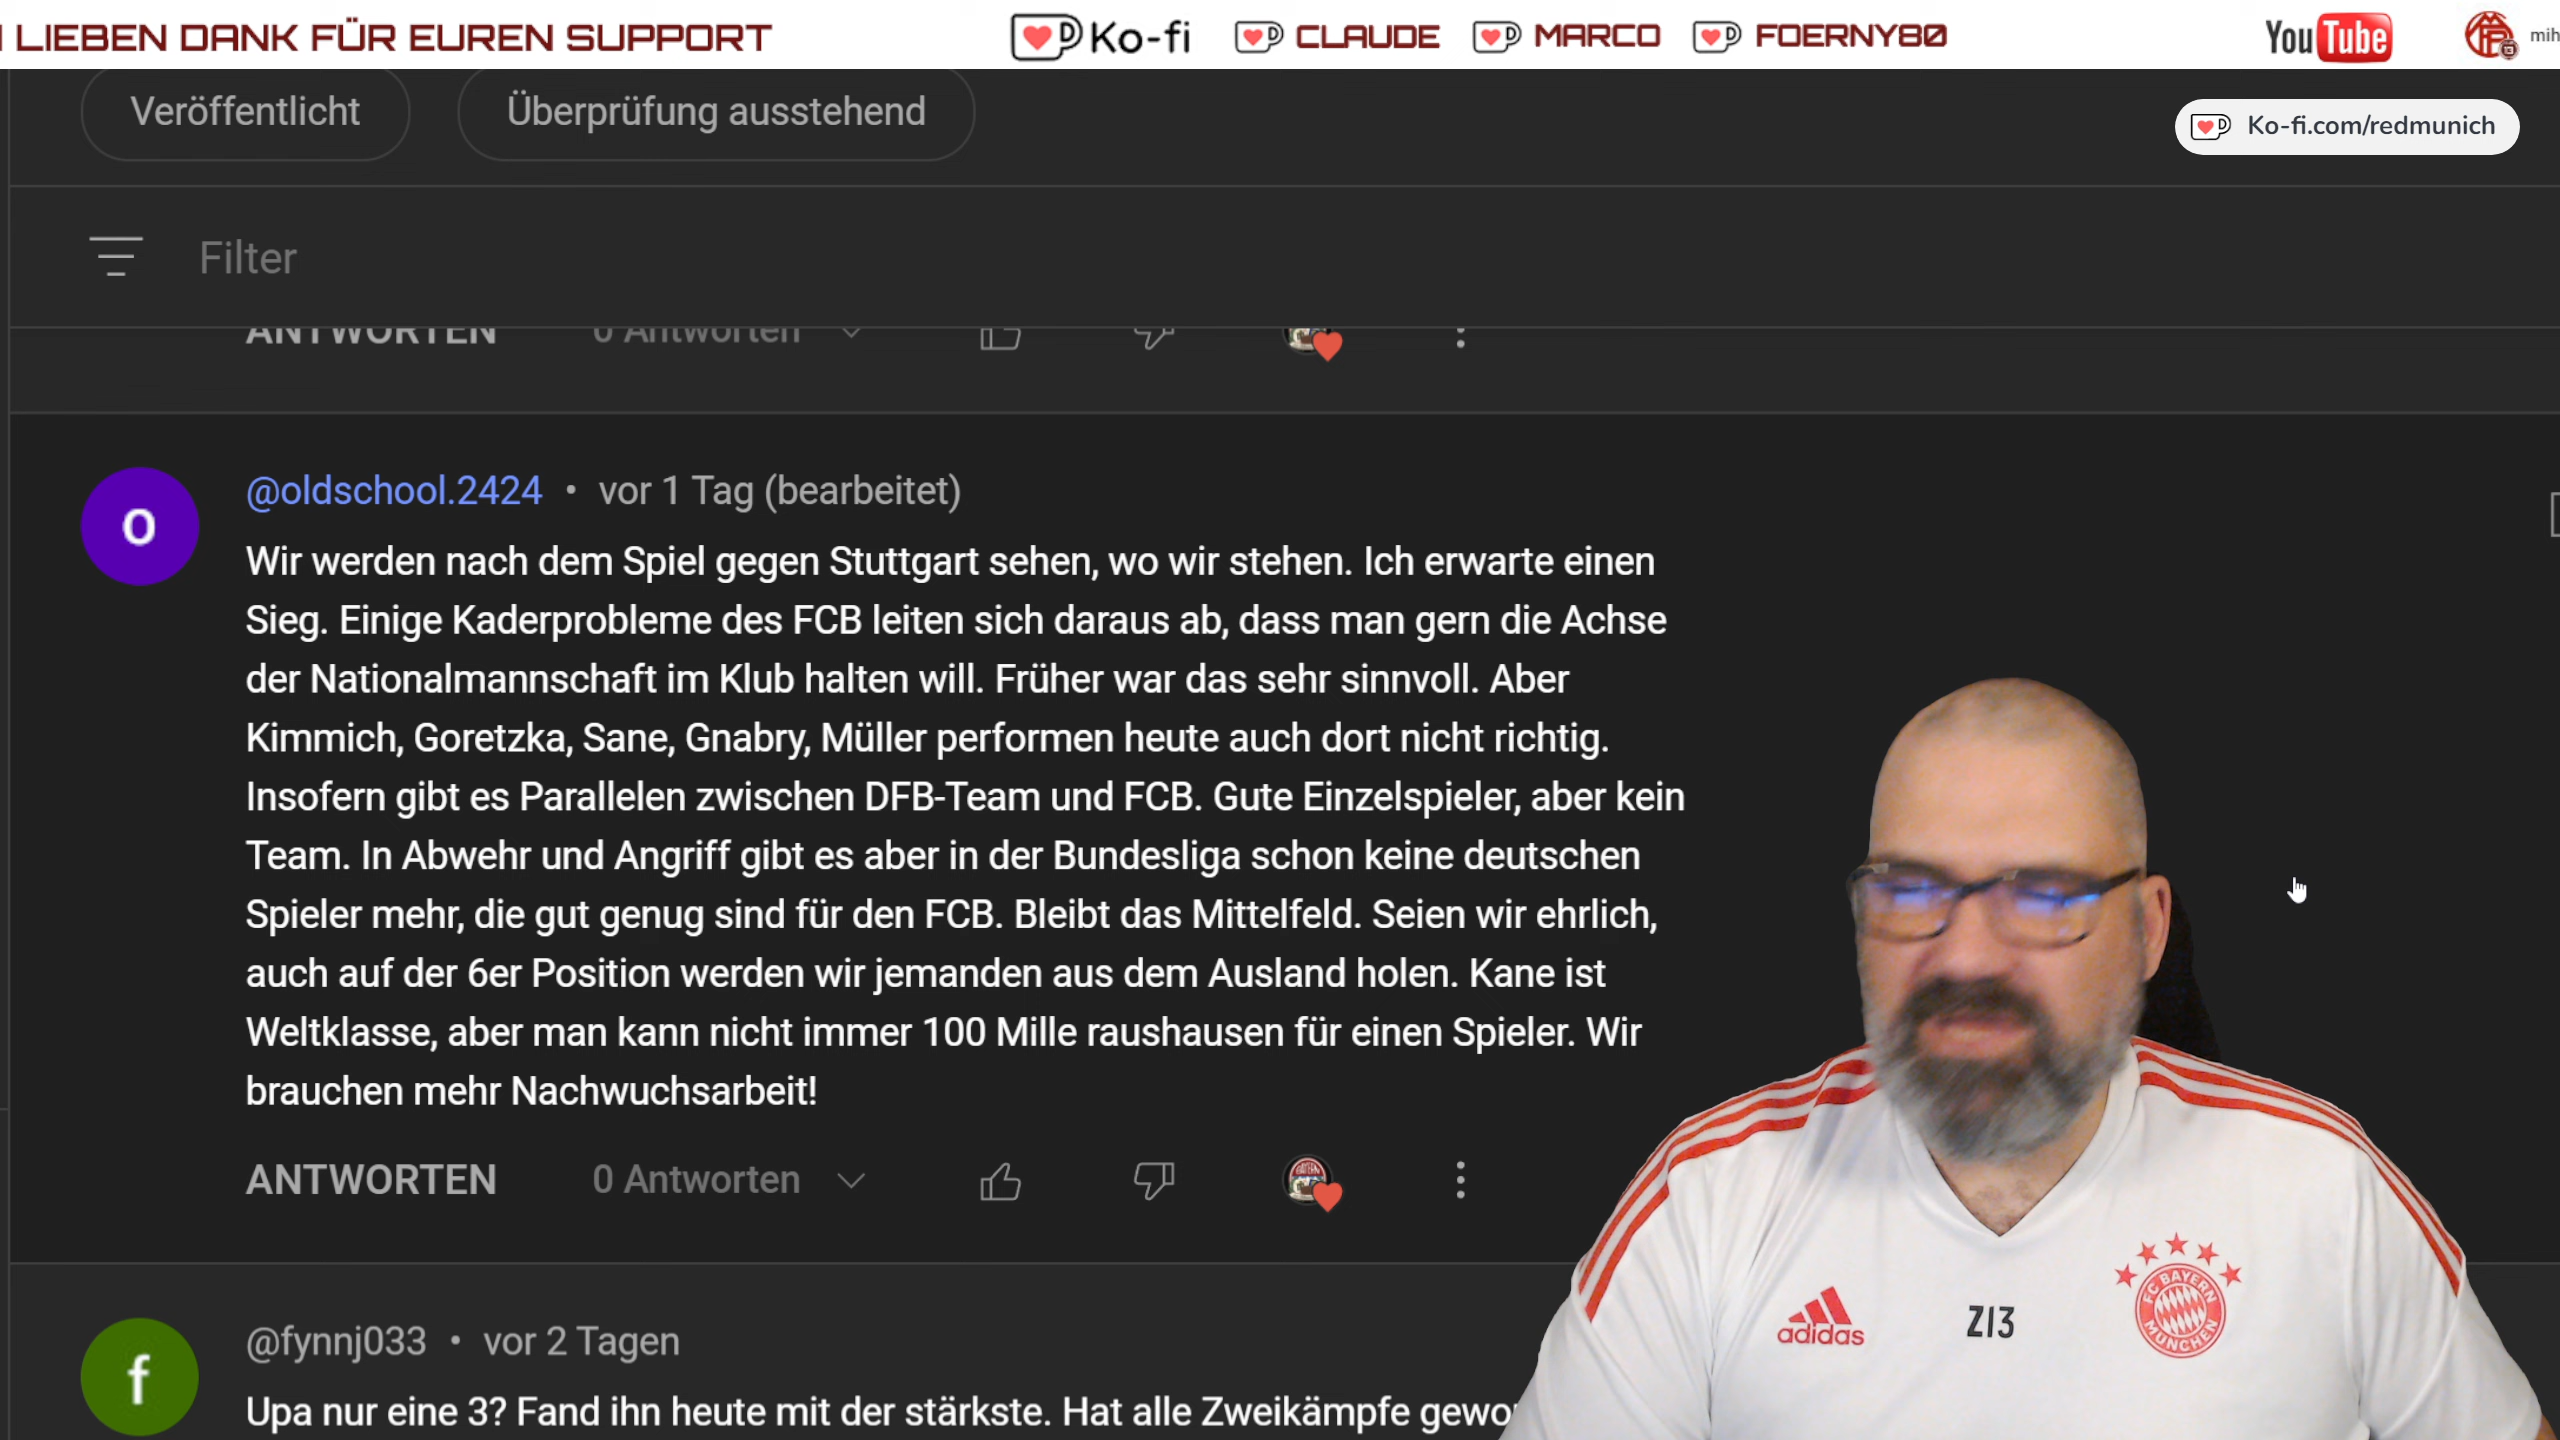 LIEBEN DANK FÜR EUREN SUPPORT
Ko-fi
CLAUDE
MARCO
FOERNY80
YouTube
mih
Veröffentlicht
Überprüfung ausstehend
Ko-fi.com/redmunich
Filter
ANTWORTEN
0 Antworten
@oldschool.2424 • vor 1 Tag (bearbeitet)
o
Wir werden nach dem Spiel gegen Stuttgart sehen, wo wir stehen. Ich erwarte einen
Sieg. Einige Kaderprobleme des FCB leiten sich daraus ab, dass man gern die Achse
der Nationalmannschaft im Klub halten will. Früher war das sehr sinnvoll. Aber
Kimmich, Goretzka, Sane, Gnabry, Müller performen heute auch dort nicht richtig.
Insofern gibt es Parallelen zwischen DFB-Team und FCB. Gute Einzelspieler, aber kein
Team. In Abwehr und Angriff gibt es aber in der Bundesliga schon keine deutschen
Spieler mehr, die gut genug sind für den FCB. Bleibt das Mittelfeld. Seien wir ehrlich,
auch auf der 6er Position werden wir jemanden aus dem Ausland holen. Kane ist
Weltklasse, aber man kann nicht immer 100 Mille raushausen für einen Spieler. Wir
brauchen mehr Nachwuchsarbeit!
ANTWORTEN
0 Antworten
adidas
Z13
FC BAYERN
MÜNCHEN
@fynnj033 • vor 2 Tagen
f
Upa nur eine 3? Fand ihn heute mit der stärkste. Hat alle Zweikämpfe gewo